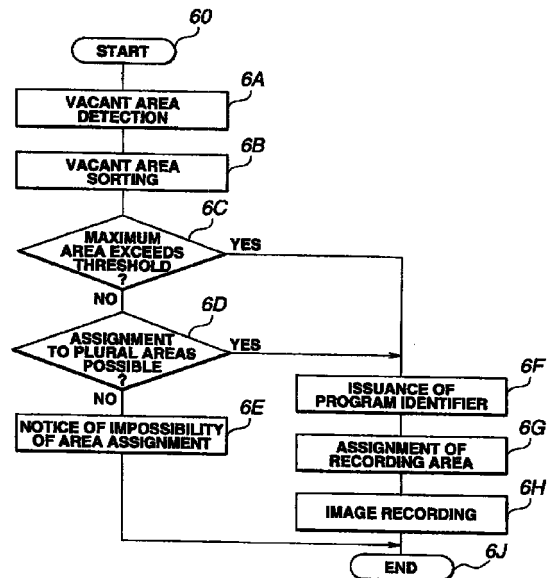 60
START
6A
VACANT AREA
DETECTION
6B
VACANT AREA
SORTING
6C
MAXIMUM
AREA EXCEEDS
THRESHOLD
?
YES
NO
6D
ASSIGNMENT
TO PLURAL AREAS
POSSIBLE
?
YES
NO
6E
NOTICE OF IMPOSSIBILITY
OF AREA ASSIGNMENT
6F
ISSUANCE OF
PROGRAM IDENTIFIER
6G
ASSIGNMENT OF
RECORDING AREA
6H
IMAGE RECORDING
6J
END